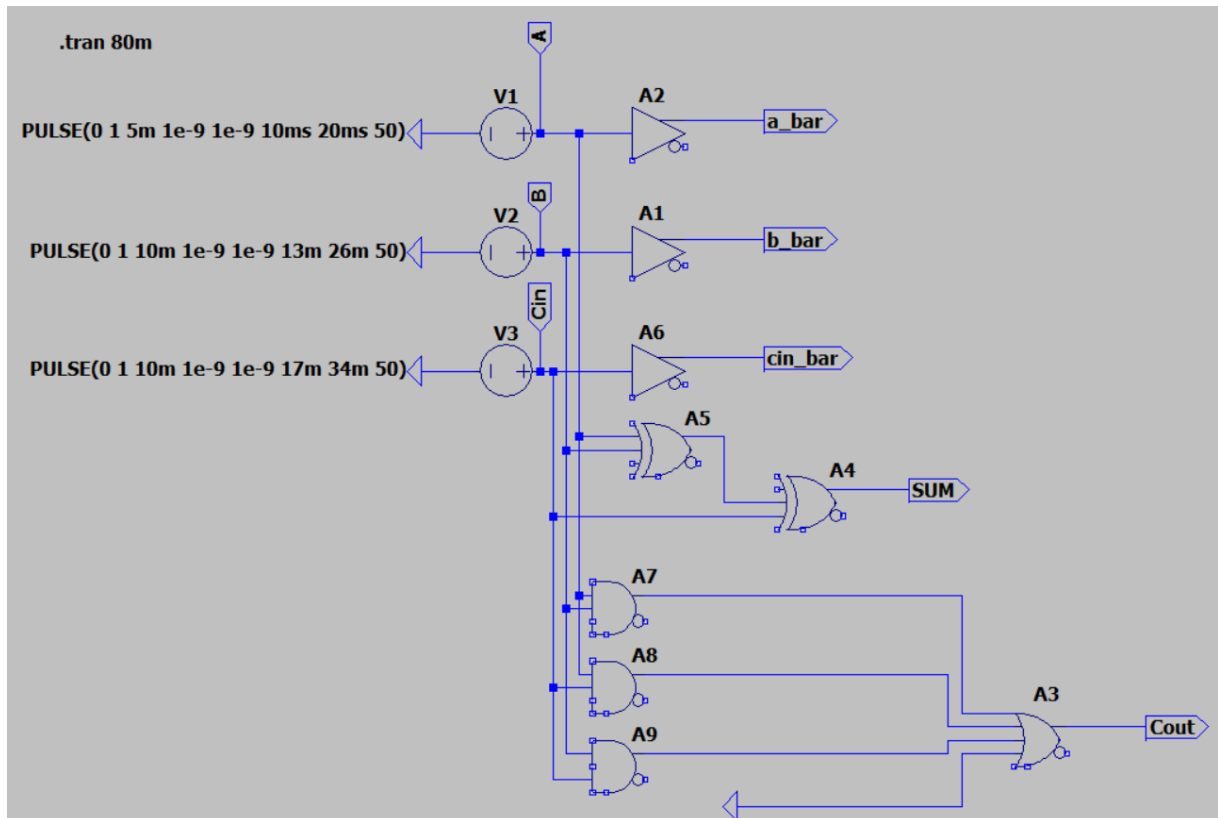 .tran 80m
A
V1
A2
PULSE(0 1 5m 1e-9 1e-9 10ms 20ms 50)
a_bar
B
V2
A1
PULSE(0 1 10m 1e-9 1e-9 13m 26m 50)
b_bar
Cin
V3
A6
PULSE(0 1 10m 1e-9 1e-9 17m 34m 50)
cin_bar
A5
A4
SUM
A7
A8
A3
Cout
A9